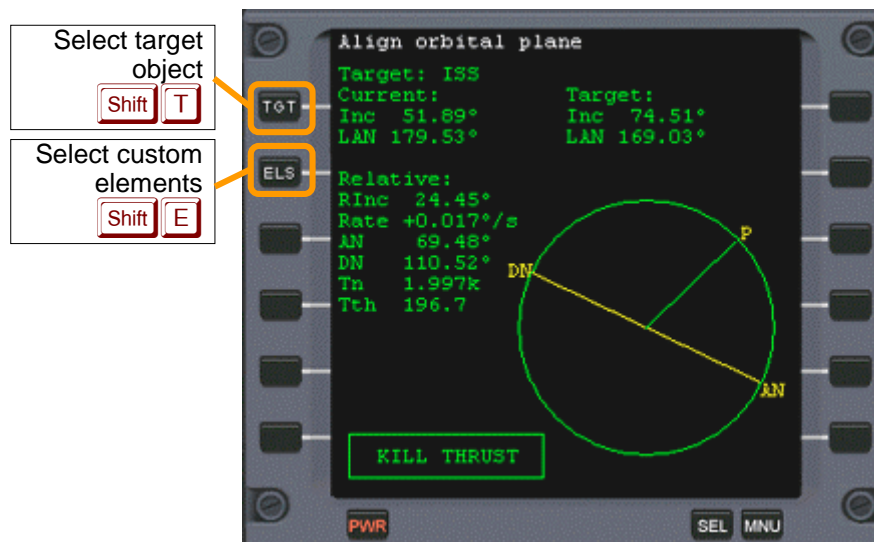 Select target
object
Shift T
Select custom
elements
Shift E
TGT
ELS
Align orbital plane
Target: ISS
Current: Target:
Inc 51.89° Inc 74.51°
LAN 179.53° LAN 169.03°
Relative:
RInc 24.45°
Rate +0.017°/s
AN 69.48°
DN 110.52°
Tn 1.997k
Tth 196.7
P
DN
AN
KILL THRUST
PWR
SEL MNU